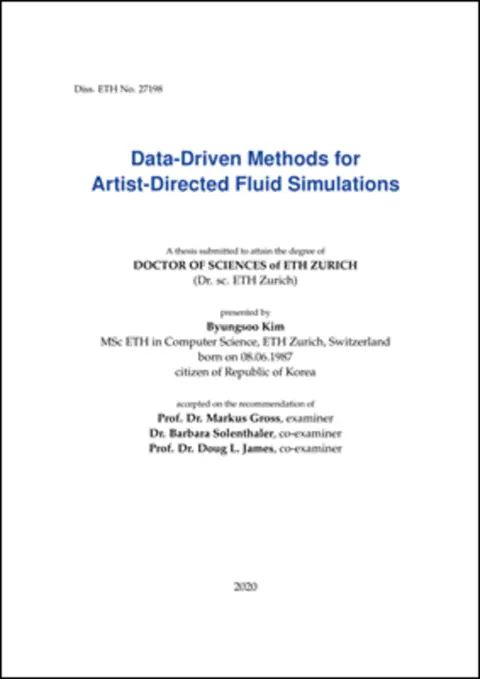 Diss. ETH No. 27198
Data-Driven Methods for
Artist-Directed Fluid Simulations
A thesis submitted to attain the degree of
DOCTOR OF SCIENCES of ETH ZURICH
(Dr. sc. ETH Zurich)
presented by
Byungsoo Kim
MSc ETH in Computer Science, ETH Zurich, Switzerland
born on 08.06.1987
citizen of Republic of Korea
accepted on the recommendation of
Prof. Dr. Markus Gross, examiner
Dr. Barbara Solenthaler, co-examiner
Prof. Dr. Doug L. James, co-examiner
2020